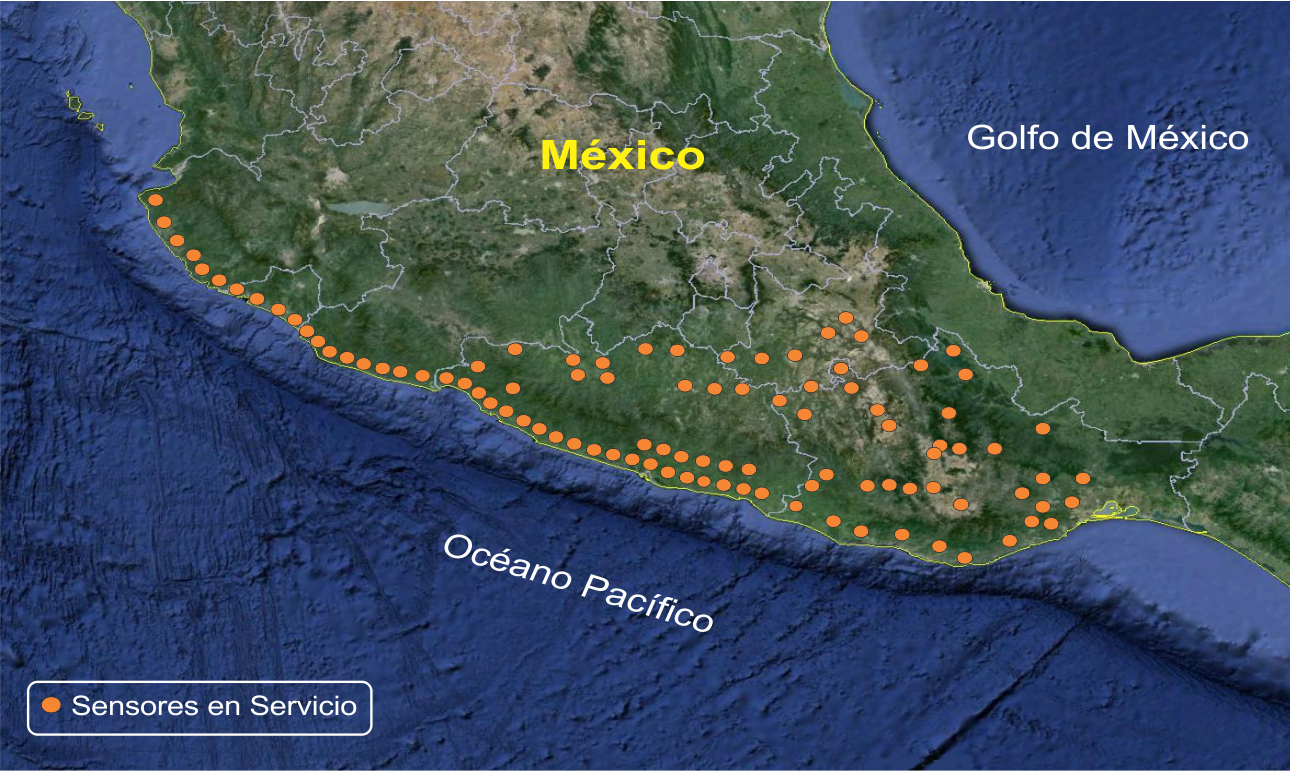 México
Golfo de México
Océano Pacífico
Sensores en Servicio